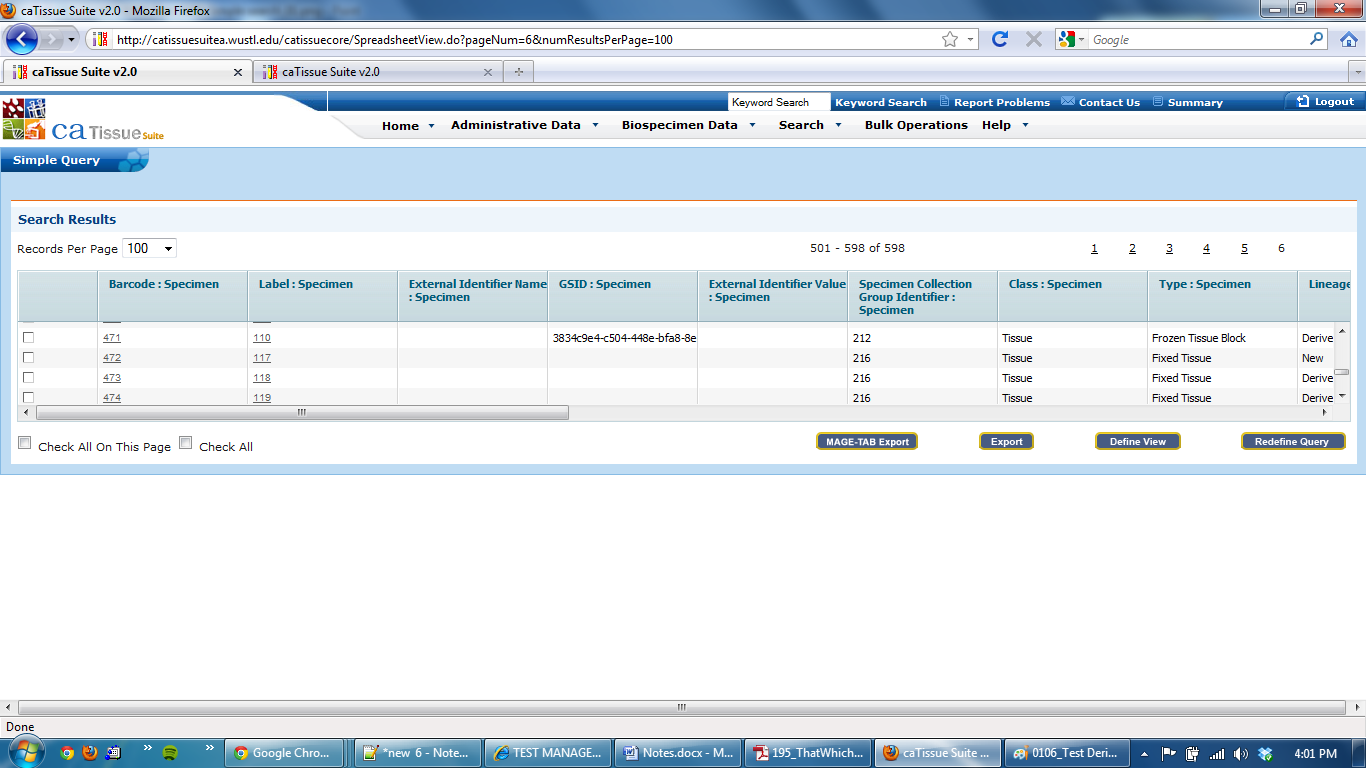 caTissue Suite v2.0 - Mozilla Firefox
http://catissuesuitea.wustl.edu/catissuecore/SpreadsheetView.do?pageNum=6&numResultsPerPage=100
Google
caTissue Suite v2.0
caTissue Suite v2.0
Keyword Search Keyword Search Report Problems Contact Us Summary Logout
ca Tissue Suite
Home Administrative Data Biospecimen Data Search Bulk Operations Help
Simple Query
Search Results
Records Per Page 100 501 - 598 of 598 1 2 3 4 5 6
Barcode : Specimen Label : Specimen External Identifier Name : Specimen GSID : Specimen External Identifier Value : Specimen Specimen Collection Group Identifier : Specimen Class : Specimen Type : Specimen Lineage
471 110 3834c9e4-c504-448e-bfa8-8e 212 Tissue Frozen Tissue Block Derive
472 117 216 Tissue Fixed Tissue New
473 118 216 Tissue Fixed Tissue Derive
474 119 216 Tissue Fixed Tissue Derive
Check All On This Page Check All MAGE-TAB Export Export Define View Redefine Query
Done
Google Chro... *new 6 - Note... TEST MANAGE... Notes.docx - M... 195_ThatWhich... caTissue Suite ... 0106_Test Deri... 4:01 PM